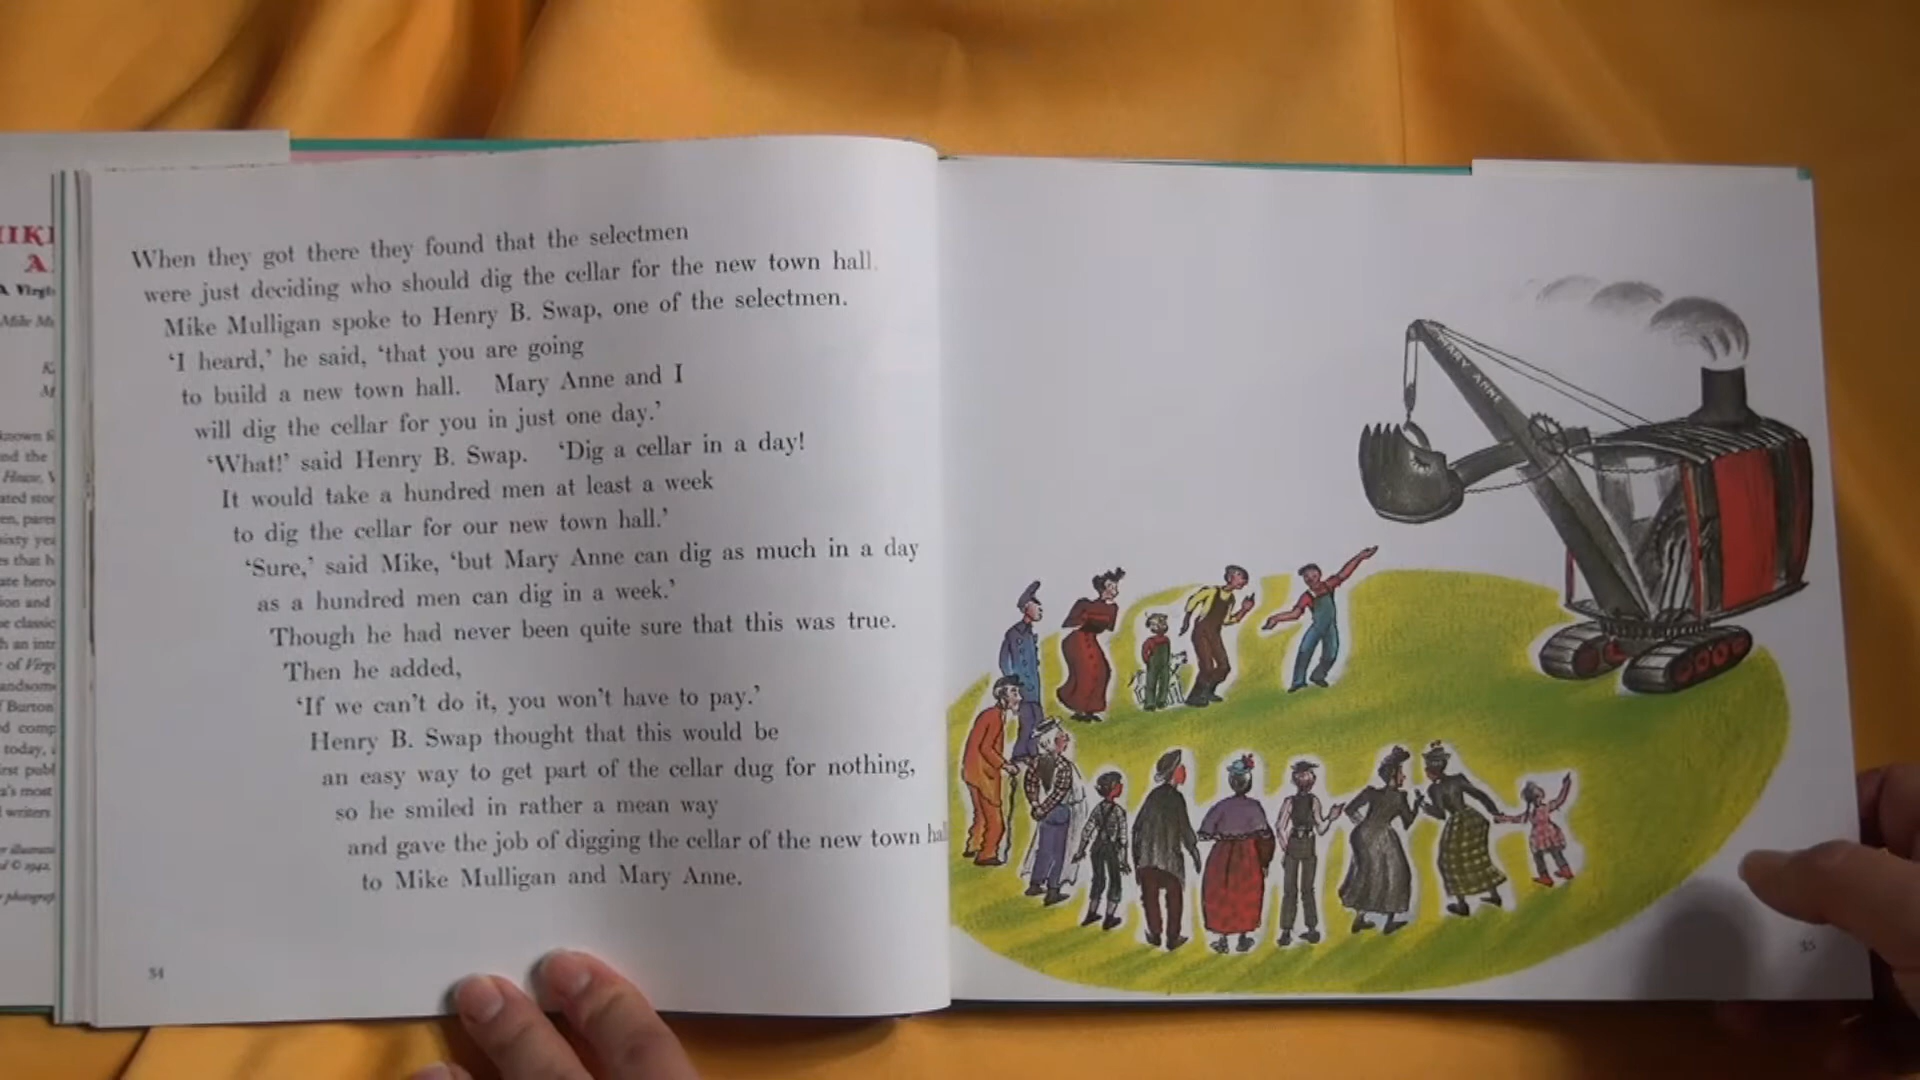 When they got there they found that the selectmen
were just deciding who should dig the cellar for the new town hall.
Mike Mulligan spoke to Henry B. Swap, one of the selectmen.
‘I heard,’ he said, ‘that you are going
to build a new town hall. Mary Anne and I
will dig the cellar for you in just one day.’
‘What!’ said Henry B. Swap. ‘Dig a cellar in a day!
It would take a hundred men at least a week
to dig the cellar for our new town hall.’
‘Sure,’ said Mike, ‘but Mary Anne can dig as much in a day
as a hundred men can dig in a week.’
Though he had never been quite sure that this was true.
Then he added,
‘If we can’t do it, you won’t have to pay.’
Henry B. Swap thought that this would be
an easy way to get part of the cellar dug for nothing,
so he smiled in rather a mean way
and gave the job of digging the cellar of the new town hal
to Mike Mulligan and Mary Anne.
34
MARY ANNE
35